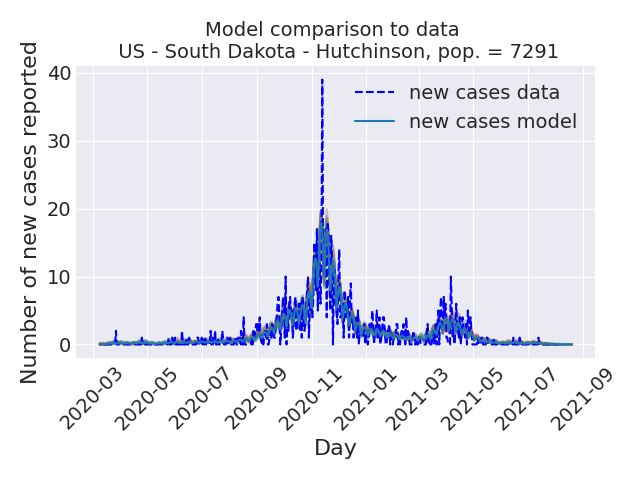 Model comparison to data
US - South Dakota - Hutchinson, pop. = 7291
Number of new cases reported
40
30
20
10
0
new cases data
new cases model
2020-03
2020-05
2020-07
2020-09
2020-11
2021-01
2021-03
2021-05
2021-07
2021-09
Day